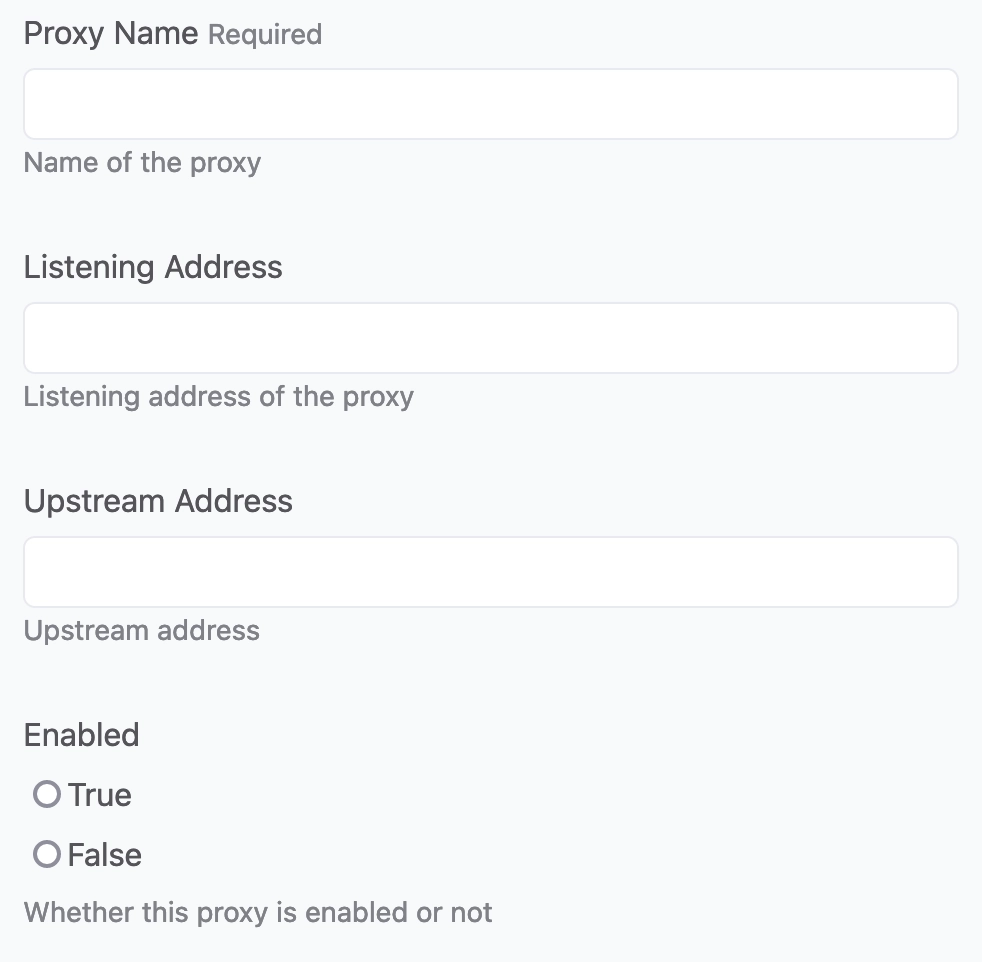 Proxy Name Required
Name of the proxy
Listening Address
Listening address of the proxy
Upstream Address
Upstream address
Enabled
True
False
Whether this proxy is enabled or not